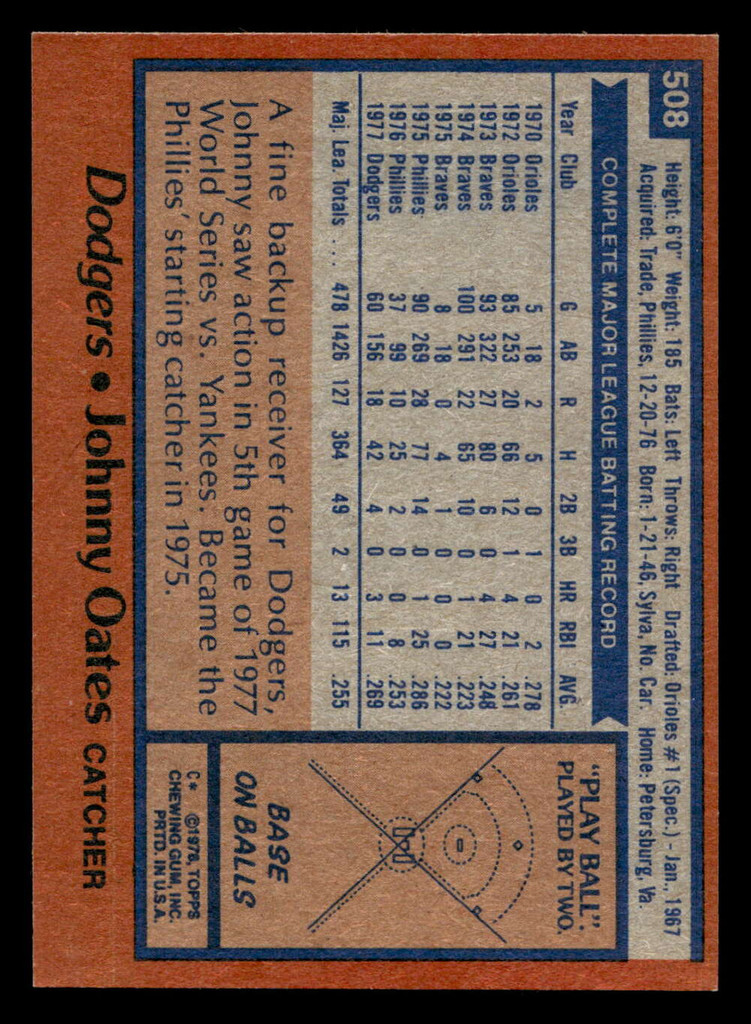 508
Height: 6'0" Weight: 185 Bats: Left Throws: Right Drafted: Orioles #1 (Spec.) - Jan., 1967
Acquired: Trade, Phillies, 12-20-76 Born: 1-21-46, Sylva, No. Car. Home: Petersburg, Va.
COMPLETE MAJOR LEAGUE BATTING RECORD
Year Club G AB R H 2B 3B HR RBI AVG.
1970 Orioles 5 18 2 5 0 1 0 2 .278
1972 Orioles 85 253 20 66 12 1 4 21 .261
1973 Braves 93 322 27 80 6 0 4 27 .248
1974 Braves 100 291 22 65 10 0 1 21 .223
1975 Braves 8 18 0 4 1 0 0 0 .222
1975 Phillies 90 269 28 77 14 0 1 25 .286
1976 Phillies 37 99 10 25 2 0 0 8 .253
1977 Dodgers 60 156 18 42 4 0 3 11 .269
Maj. Lea. Totals .... 478 1426 127 364 49 2 13 115 .255
A fine backup receiver for Dodgers,
Johnny saw action in 5th game of 1977
World Series vs. Yankees. Became the
Phillies' starting catcher in 1975.
"PLAY BALL".
PLAYED BY TWO.
BASE
ON BALLS
C* ©1978, TOPPS
CHEWING GUM, INC.
PRTD. IN U.S.A.
Dodgers • Johnny Oates CATCHER